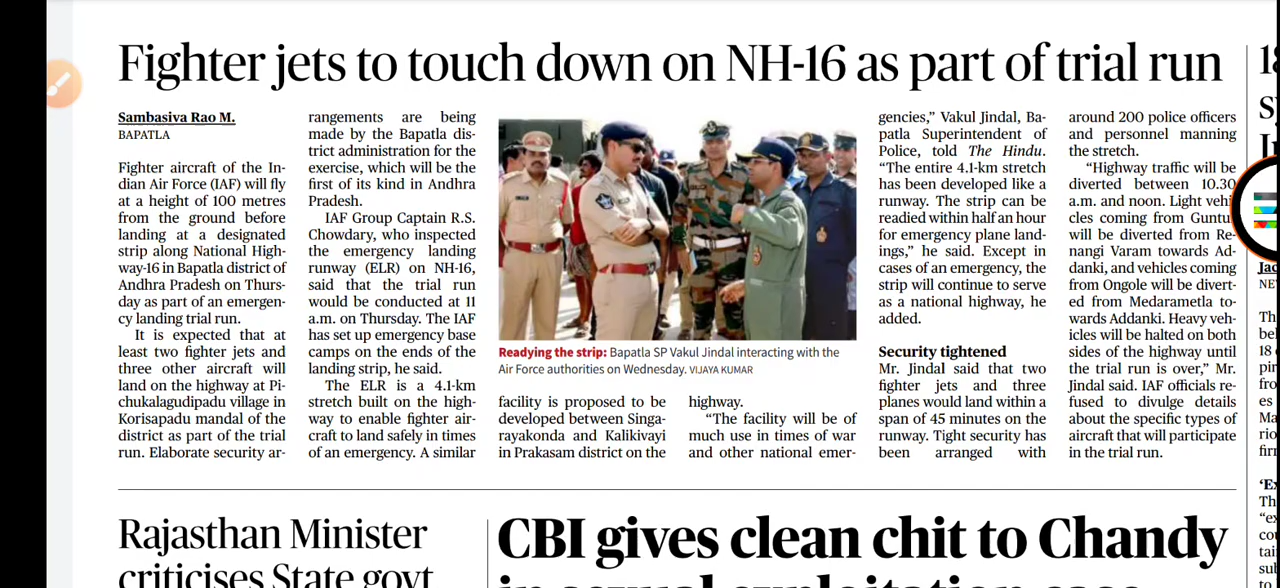 Fighter jets to touch down on NH-16 as part of trial run
Sambasiva Rao M.
BAPATLA
Fighter aircraft of the In-
dian Air Force (IAF) will fly
at a height of 100 metres
from the ground before
landing at a designated
strip along National High-
way-16 in Bapatla district of
Andhra Pradesh on Thurs-
day as part of an emergen-
cy landing trial run.
It is expected that at
least two fighter jets and
three other aircraft will
land on the highway at Pi-
chukalagudipadu village in
Korisapadu mandal of the
district as part of the trial
run. Elaborate security ar-
rangements are being
made by the Bapatla dis-
trict administration for the
exercise, which will be the
first of its kind in Andhra
Pradesh.
IAF Group Captain R.S.
Chowdary, who inspected
the emergency landing
runway (ELR) on NH-16,
said that the trial run
would be conducted at 11
a.m. on Thursday. The IAF
has set up emergency base
camps on the ends of the
landing strip, he said.
The ELR is a 4.1-km
stretch built on the high-
way to enable fighter air-
craft to land safely in times
of an emergency. A similar
Readying the strip: Bapatla SP Vakul Jindal interacting with the
Air Force authorities on Wednesday. VIJAYA KUMAR
facility is proposed to be
developed between Singa-
rayakonda and Kalikivayi
in Prakasam district on the
highway.
“The facility will be of
much use in times of war
and other national emer-
gencies,” Vakul Jindal, Ba-
patla Superintendent of
Police, told The Hindu.
“The entire 4.1-km stretch
has been developed like a
runway. The strip can be
readied within half an hour
for emergency plane land-
ings,” he said. Except in
cases of an emergency, the
strip will continue to serve
as a national highway, he
added.
Security tightened
Mr. Jindal said that two
fighter jets and three
planes would land within a
span of 45 minutes on the
runway. Tight security has
been arranged with
around 200 police officers
and personnel manning
the stretch.
“Highway traffic will be
diverted between 10.30
a.m. and noon. Light vehi
cles coming from Guntu
will be diverted from Re-
nangi Varam towards Ad-
danki, and vehicles coming
from Ongole will be divert-
ed from Medarametla to-
wards Addanki. Heavy veh-
icles will be halted on both
sides of the highway until
the trial run is over,” Mr.
Jindal said. IAF officials re-
fused to divulge details
about the specific types of
aircraft that will participate
in the trial run.
Rajasthan Minister
criticises State govt
CBI gives clean chit to Chandy